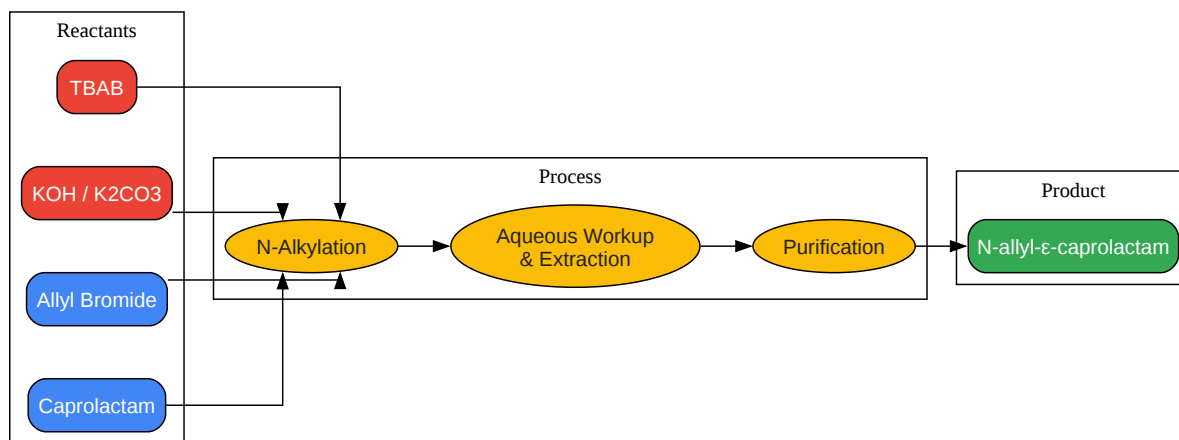 Reactants
TBAB
KOH / K2CO3
Allyl Bromide
Caprolactam
Process
N-Alkylation
Aqueous Workup
& Extraction
Purification
Product
N-allyl-ε-caprolactam